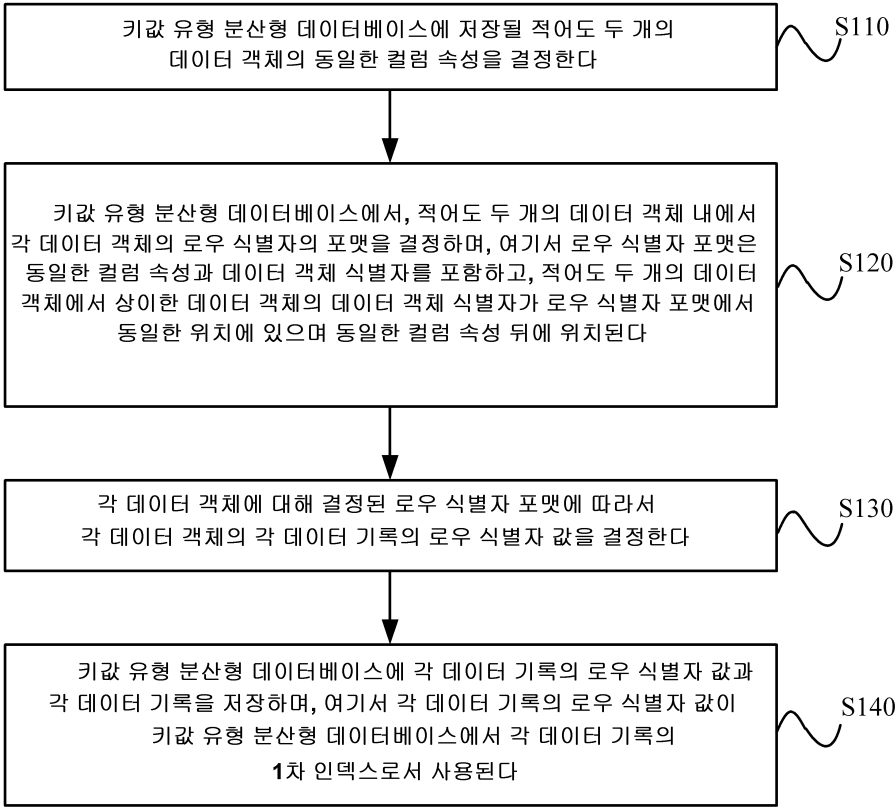 키값 유형 분산형 데이터베이스에 저장될 적어도 두 개의
데이터 객체의 동일한 컬럼 속성을 결정한다
S110
키값 유형 분산형 데이터베이스에서, 적어도 두 개의 데이터 객체 내에서
각 데이터 객체의 로우 식별자의 포맷을 결정하며, 여기서 로우 식별자 포맷은
동일한 컬럼 속성과 데이터 객체 식별자를 포함하고, 적어도 두 개의 데이터
객체에서 상이한 데이터 객체의 데이터 객체 식별자가 로우 식별자 포맷에서
동일한 위치에 있으며 동일한 컬럼 속성 뒤에 위치된다
S120
각 데이터 객체에 대해 결정된 로우 식별자 포맷에 따라서
각 데이터 객체의 각 데이터 기록의 로우 식별자 값을 결정한다
S130
키값 유형 분산형 데이터베이스에 각 데이터 기록의 로우 식별자 값과
각 데이터 기록을 저장하며, 여기서 각 데이터 기록의 로우 식별자 값이
키값 유형 분산형 데이터베이스에서 각 데이터 기록의
1차 인덱스로서 사용된다
S140